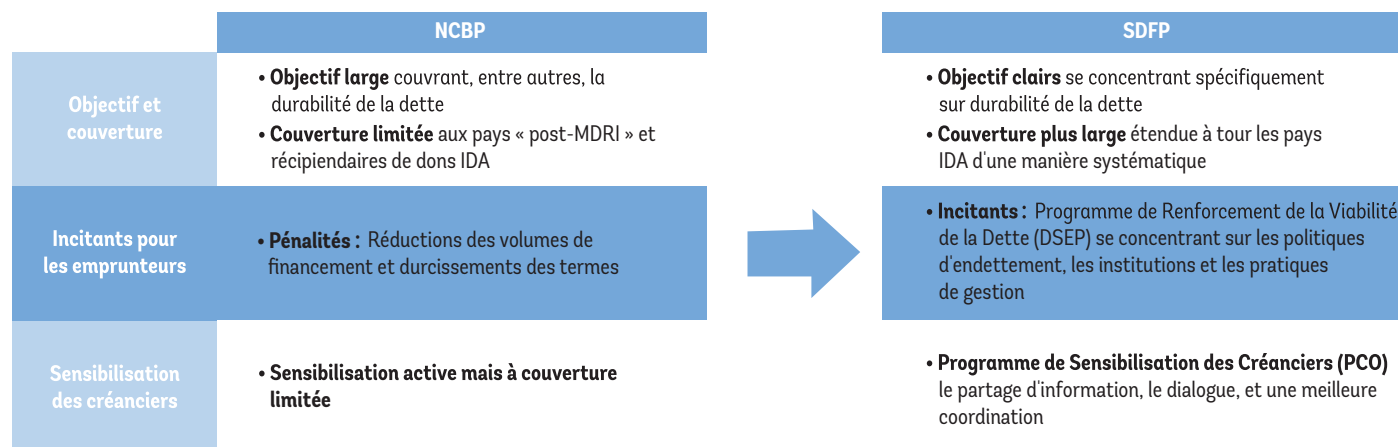 NCBP
SDFP
Objectif et
couverture
• Objectif large couvrant, entre autres, la
durabilité de la dette
• Couverture limitée aux pays « post-MDRI » et
récipiendaires de dons IDA
• Objectif clairs se concentrant spécifiquement
sur durabilité de la dette
• Couverture plus large étendue à tour les pays
IDA d'une manière systématique
Incitants pour
les emprunteurs
• Pénalités : Réductions des volumes de
financement et durcissements des termes
• Incitants : Programme de Renforcement de la Viabilité
de la Dette (DSEP) se concentrant sur les politiques
d'endettement, les institutions et les pratiques
de gestion
Sensibilisation
des créanciers
• Sensibilisation active mais à couverture
limitée
• Programme de Sensibilisation des Créanciers (PCO)
le partage d'information, le dialogue, et une meilleure
coordination